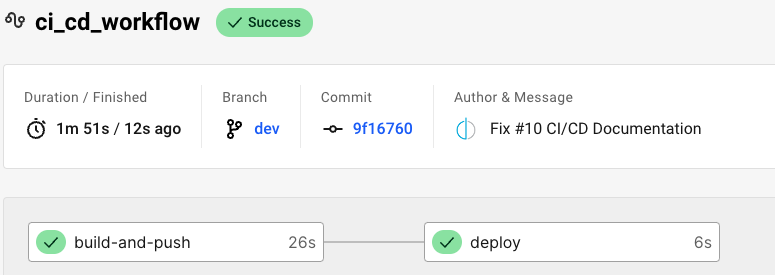 ci_cd_workflow Success
Duration / Finished Branch Commit Author & Message
1m 51s / 12s ago dev 9f16760 Fix #10 CI/CD Documentation
build-and-push 26s deploy 6s